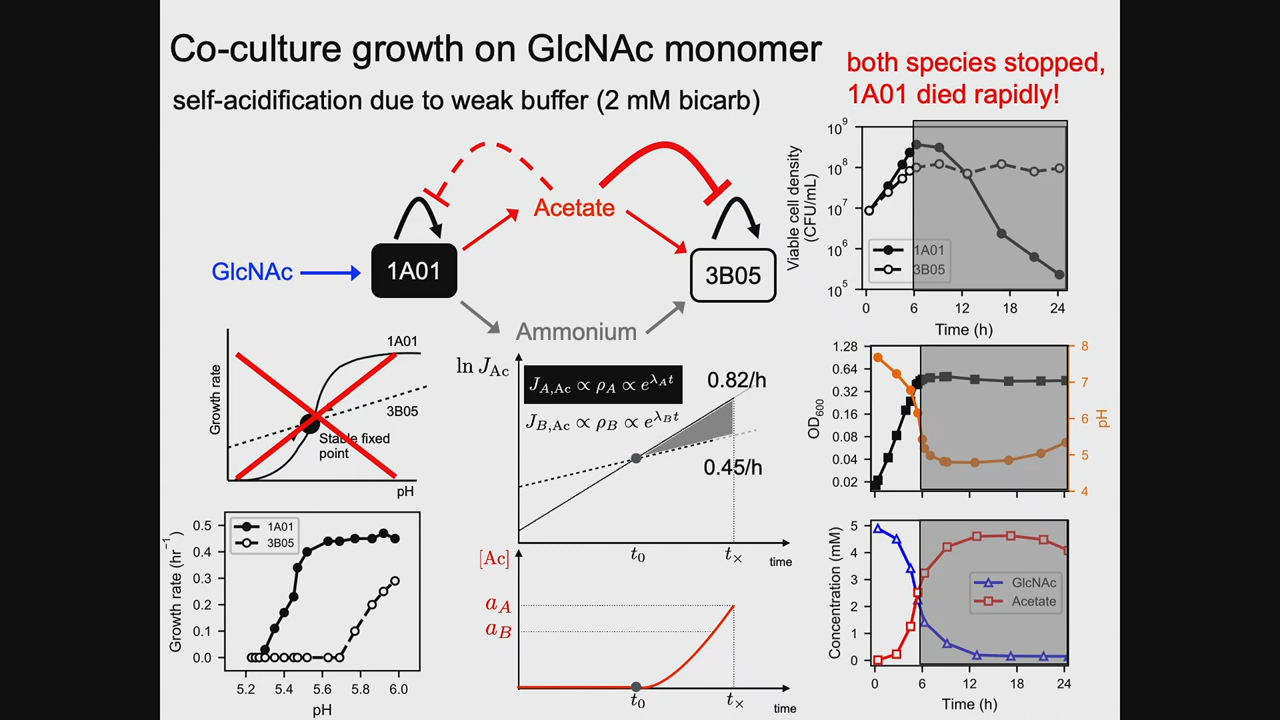 Co-culture growth on GlcNAc monomer
self-acidification due to weak buffer (2 mM bicarb)
both species stopped,
1A01 died rapidly!
Acetate
GlcNAc
1A01
3B05
Ammonium
Growth rate
1A01
3B05
Stable fixed
point
pH
Growth rate (hr⁻¹)
0.5
0.4
0.3
0.2
0.1
0.0
1A01
3B05
5.2 5.4 5.6 5.8 6.0
pH
ln J_Ac
J_{A,Ac} ∝ ρ_A ∝ e^{λ_A t}
J_{B,Ac} ∝ ρ_B ∝ e^{λ_B t}
0.82/h
0.45/h
t₀ t× time
[Ac]
a_A
a_B
t₀ t× time
Viable cell density
(CFU/mL)
10⁹
10⁸
10⁷
10⁶
10⁵
1A01
3B05
0 6 12 18 24
Time (h)
OD₆₀₀
1.28
0.64
0.32
0.16
0.08
0.04
0.02
8
7
6
5
4
pH
Concentration (mM)
5
4
3
2
1
0
GlcNAc
Acetate
0 6 12 18 24
Time (h)